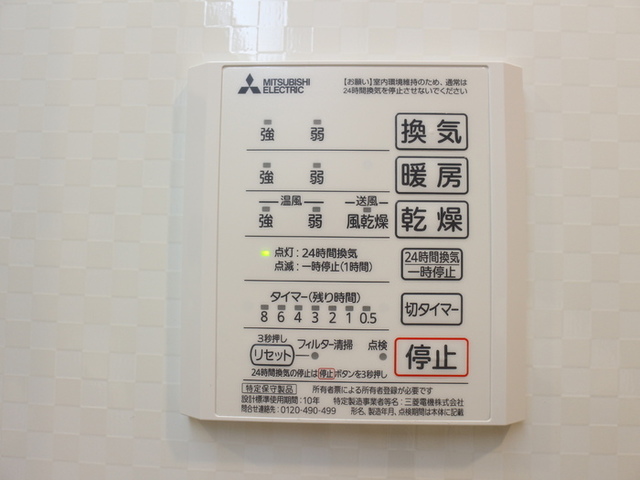 MITSUBISHI
ELECTRIC
【お願い】室内環境維持のため、通常は
24時間換気を停止させないでください
強 弱 換気
強 弱 暖房
温風 送風
強 弱 風乾燥 乾燥
点灯：24時間換気
点滅：一時停止(1時間)
24時間換気
一時停止
タイマー(残り時間)
8 6 4 3 2 1 0.5
切タイマー
3秒押し
リセット フィルター清掃 点検
停止
24時間換気の停止は停止ボタンを3秒押し
特定保守製品 所有者票による所有者登録が必要です
設計標準使用期間：10年 特定製造事業者等名：三菱電機株式会社
問合せ連絡先：0120-490-499 形名、製造年月、点検期間は本体に記載